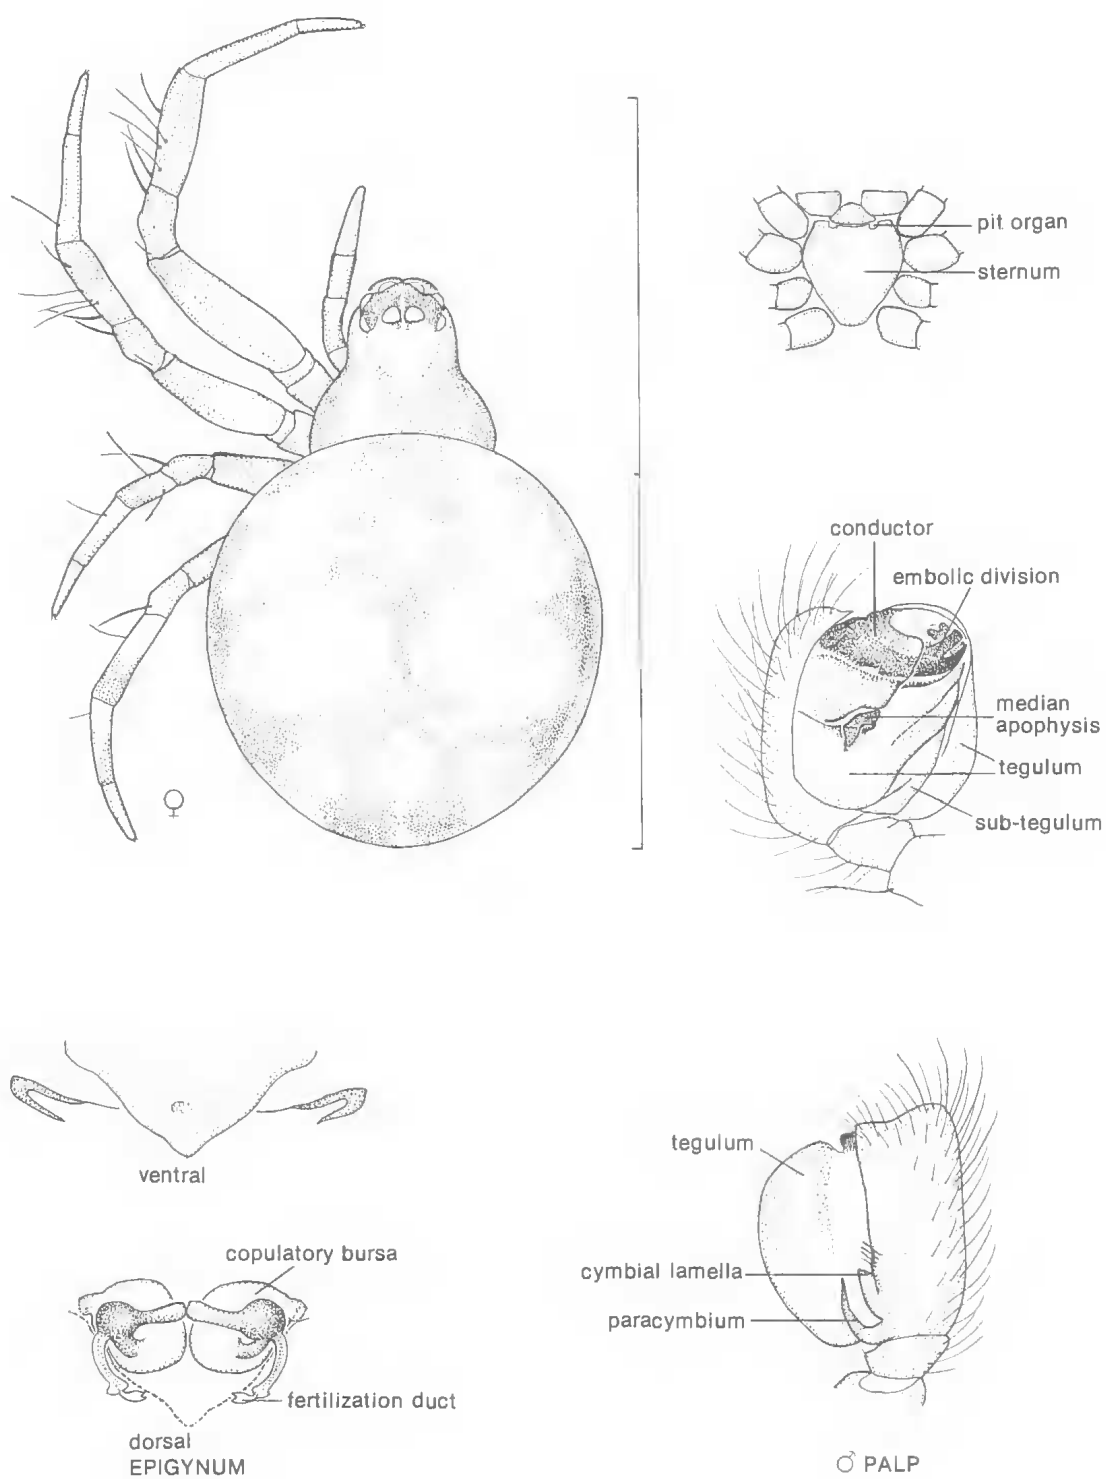 pit organ
sternum
conductor
embolic division
median
apophysis
tegulum
sub-tegulum
♀
ventral
copulatory bursa
fertilization duct
dorsal
EPIGYNUM
tegulum
cymbial lamella
paracymbium
♂ PALP